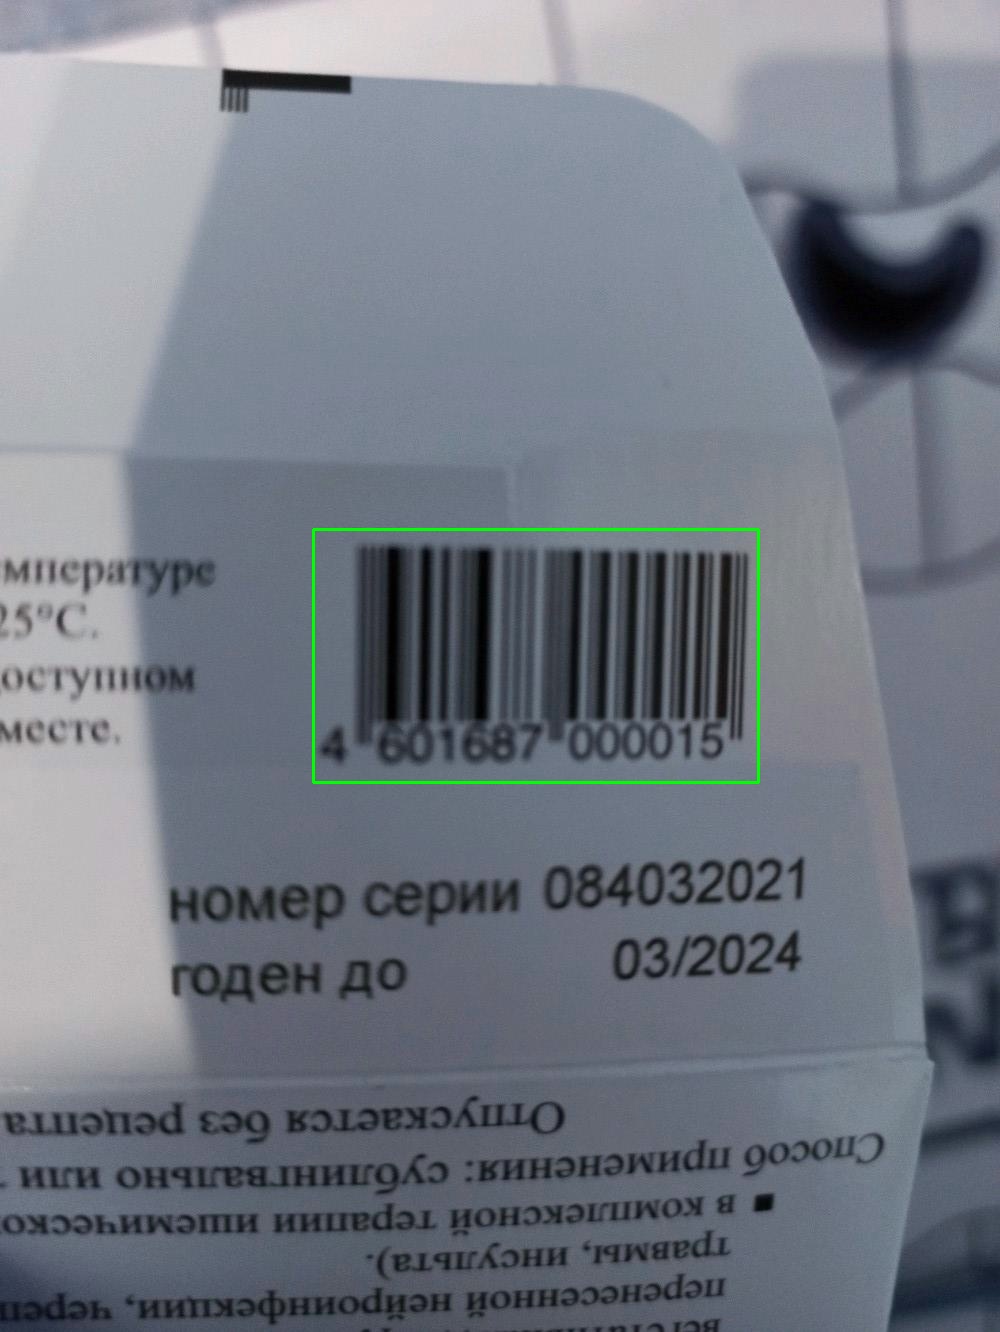 мпературе
25°С.
доступном
месте.
4 601687 000015
номер серии 084032021
годен до 03/2024
Отпускается без рецепта
Способ применения: сублингвально или
■ в комплексной терапии ишемическо
травмы, инсульта).
перенесенной нейроинфекции, череп